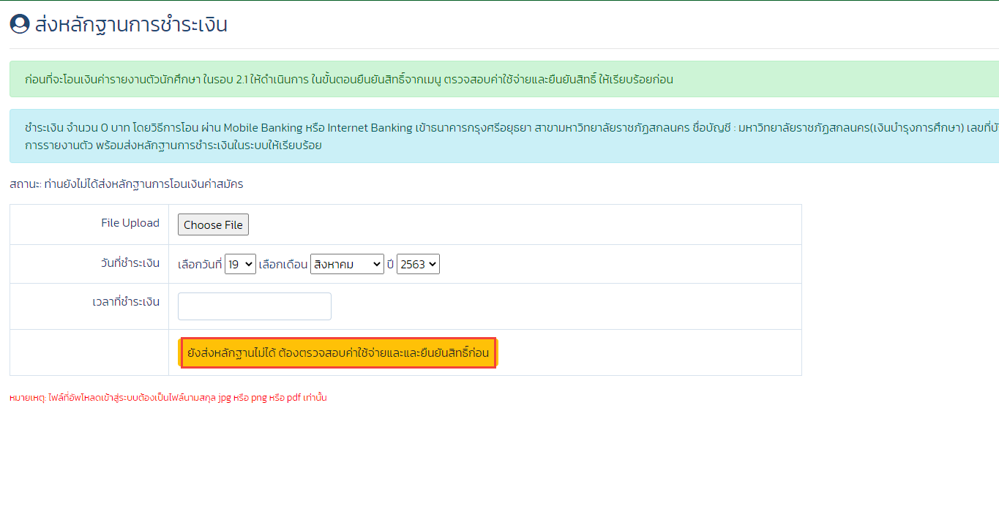 ส่งหลักฐานการชำระเงิน
ก่อนที่จะโอนเงินค่ารายงานตัวนักศึกษา ในรอบ 2.1 ให้ดำเนินการ ในขั้นตอนยืนยันสิทธิ์จากเมนู ตรวจสอบค่าใช้จ่ายและยืนยันสิทธิ์ ให้เรียบร้อยก่อน
ชำระเงิน จำนวน 0 บาท โดยวิธีการโอน ผ่าน Mobile Banking หรือ Internet Banking เข้าธนาคารกรุงศรีอยุธยา สาขามหาวิทยาลัยราชภัฏสกลนคร ชื่อบัญชี : มหาวิทยาลัยราชภัฏสกลนคร(เงินบำรุงการศึกษา)
การรายงานตัว พร้อมส่งหลักฐานการชำระเงินในระบบให้เรียบร้อย
สถานะ: ท่านยังไม่ได้ส่งหลักฐานการโอนเงินค่าสมัคร
File Upload Choose File
วันที่ชำระเงิน เลือกวันที่ 19 เลือกเดือน สิงหาคม ปี 2563
เวลาที่ชำระเงิน
ยังส่งหลักฐานไม่ได้ ต้องตรวจสอบค่าใช้จ่ายและและยืนยันสิทธิ์ก่อน
หมายเหตุ: ไฟล์ที่อัพโหลดเข้าสู่ระบบต้องเป็นไฟล์นามสกุล jpg หรือ png หรือ pdf เท่านั้น